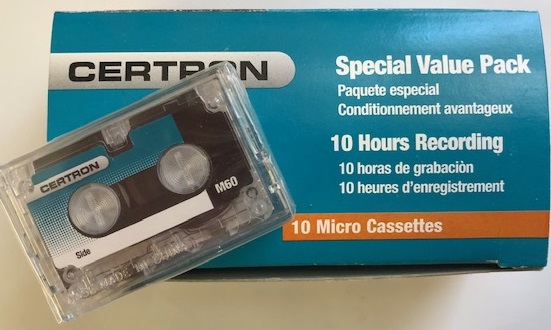 CERTRON
Special Value Pack
Paquete especial
Conditionnement avantageux
10 Hours Recording
10 horas de grabaciòn
10 heures d'enregistrement
10 Micro Cassettes
CERTRON
M60
Side
MADE IN